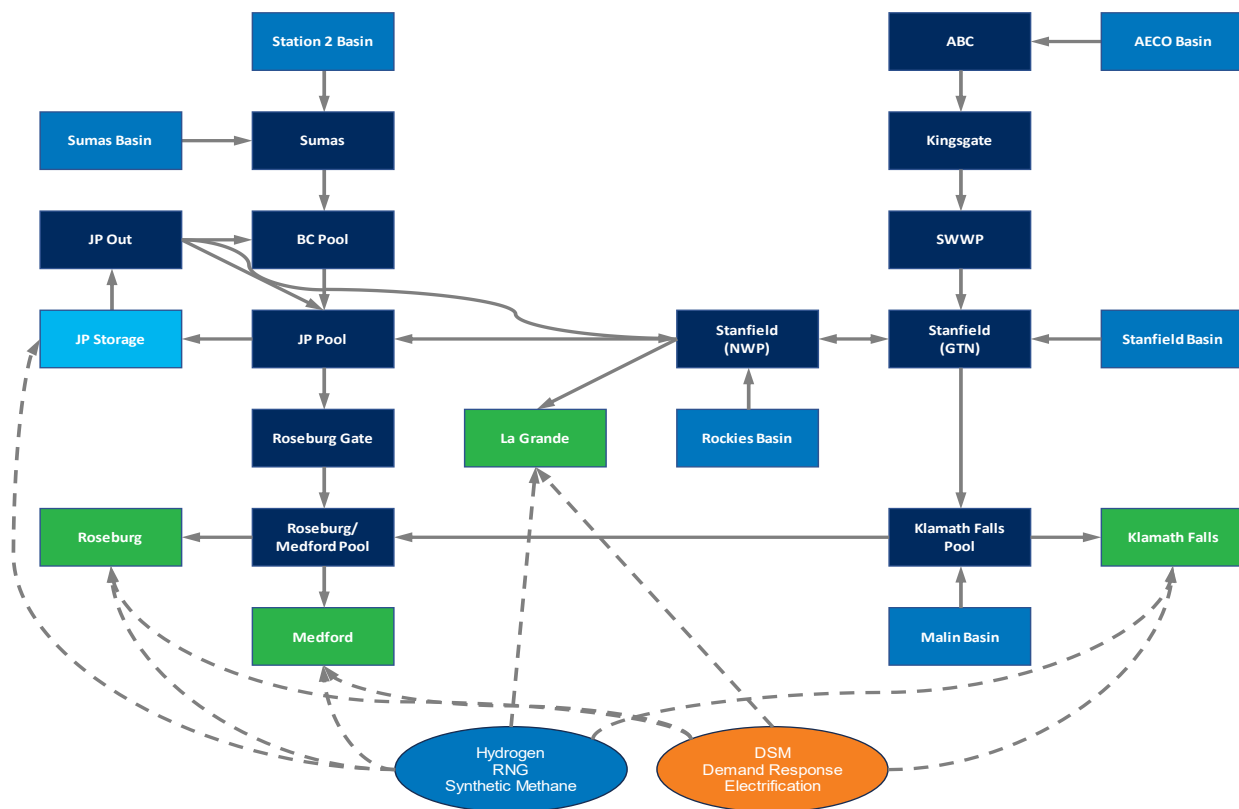 Station 2 Basin
ABC
AECO Basin
Sumas Basin
Sumas
Kingsgate
JP Out
BC Pool
SWWP
JP Storage
JP Pool
Stanfield
(NWP)
Stanfield
(GTN)
Stanfield Basin
Roseburg Gate
La Grande
Rockies Basin
Roseburg
Roseburg/
Medford Pool
Klamath Falls
Pool
Klamath Falls
Medford
Malin Basin
Hydrogen
RNG
Synthetic Methane
DSM
Demand Response
Electrification